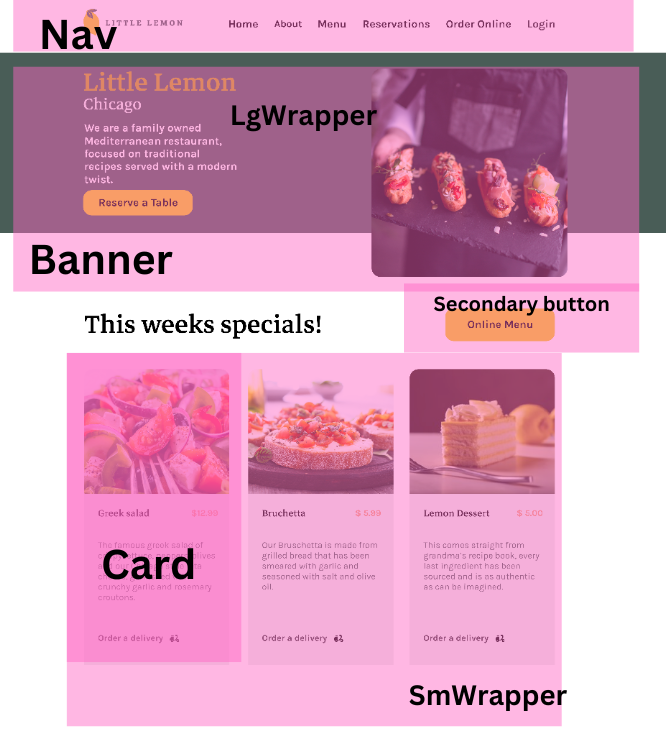 Nav
LITTLE LEMON
Home About Menu Reservations Order Online Login
Little Lemon
Chicago
LgWrapper
We are a family owned
Mediterranean restaurant,
focused on traditional
recipes served with a modern
twist.
Reserve a Table
Banner
Secondary button
This weeks specials!
Online Menu
Greek salad $12.99
The famous greek salad of
crunchy garlic and rosemary
croutons.
Order a delivery
Card
Bruchetta $ 5.99
Our Bruschetta is made from
grilled bread that has been
smeared with garlic and
seasoned with salt and olive
oil.
Order a delivery
Lemon Dessert $ 5.00
This comes straight from
grandma's recipe book, every
last ingredient has been
sourced and is as authentic
as can be imagined.
Order a delivery
SmWrapper